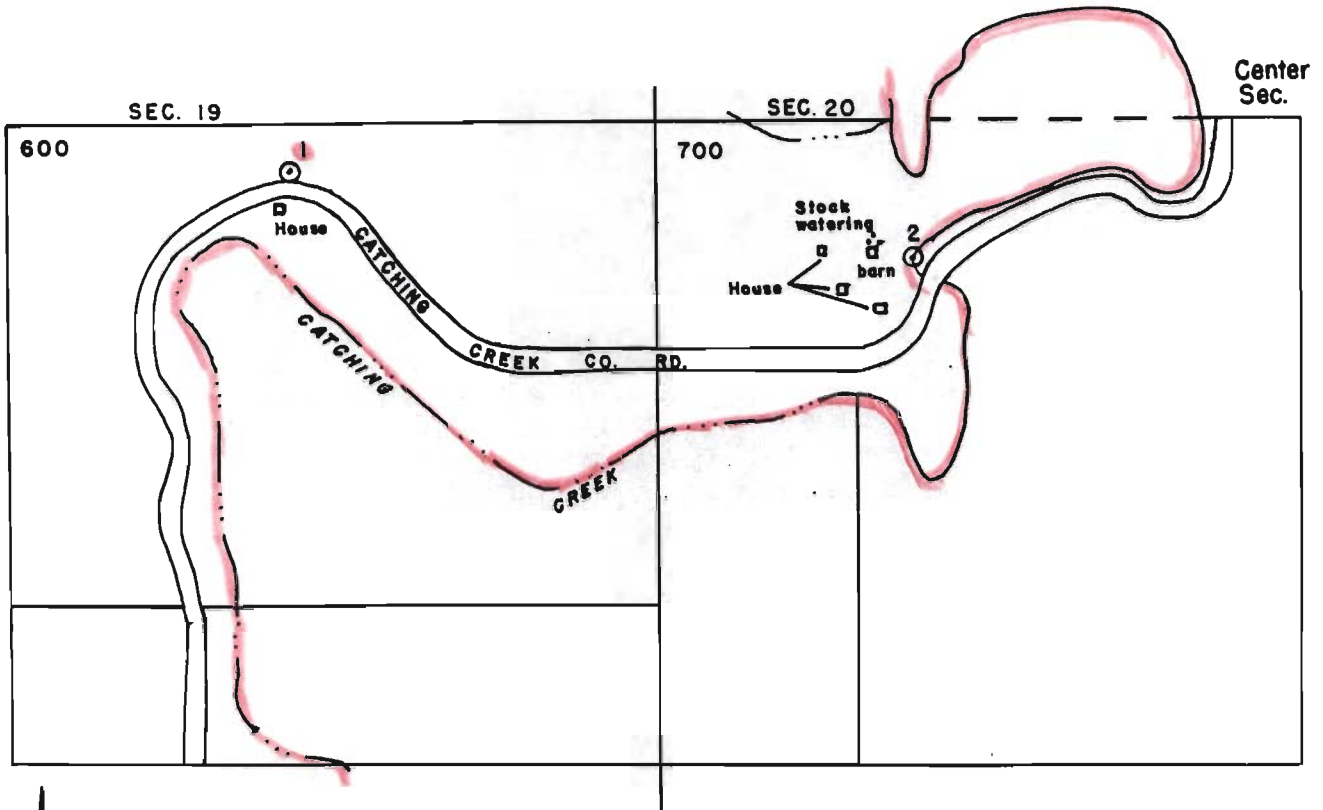 Center
Sec.
SEC. 19
SEC. 20
600
1
700
House
Stock
watering
2
barn
House
CATCHING
CREEK CO. RD.
CATCHING
CREEK